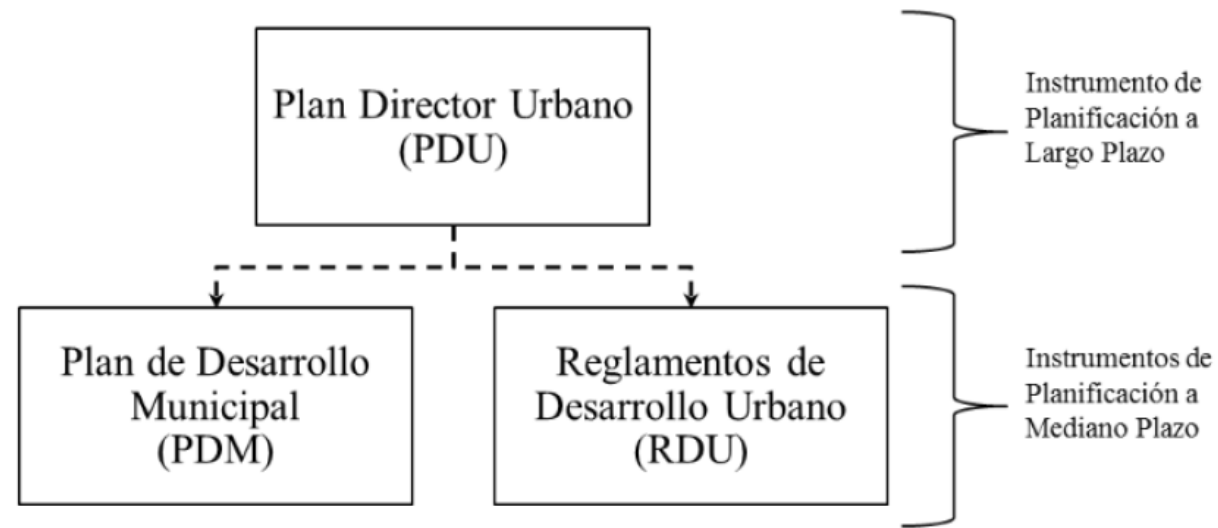 Plan Director Urbano
(PDU)
Instrumento de
Planificación a
Largo Plazo
Plan de Desarrollo
Municipal
(PDM)
Reglamentos de
Desarrollo Urbano
(RDU)
Instrumentos de
Planificación a
Mediano Plazo